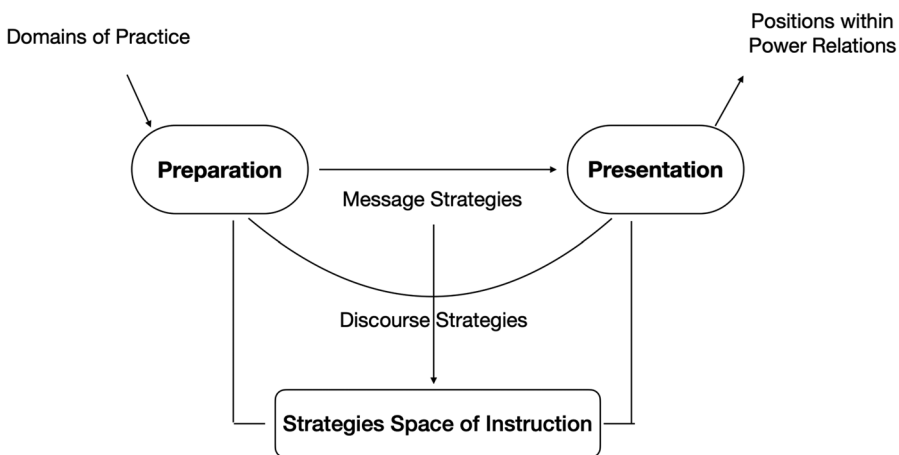 Domains of Practice
Positions within
Power Relations
Preparation
Presentation
Message Strategies
Discourse Strategies
Strategies Space of Instruction